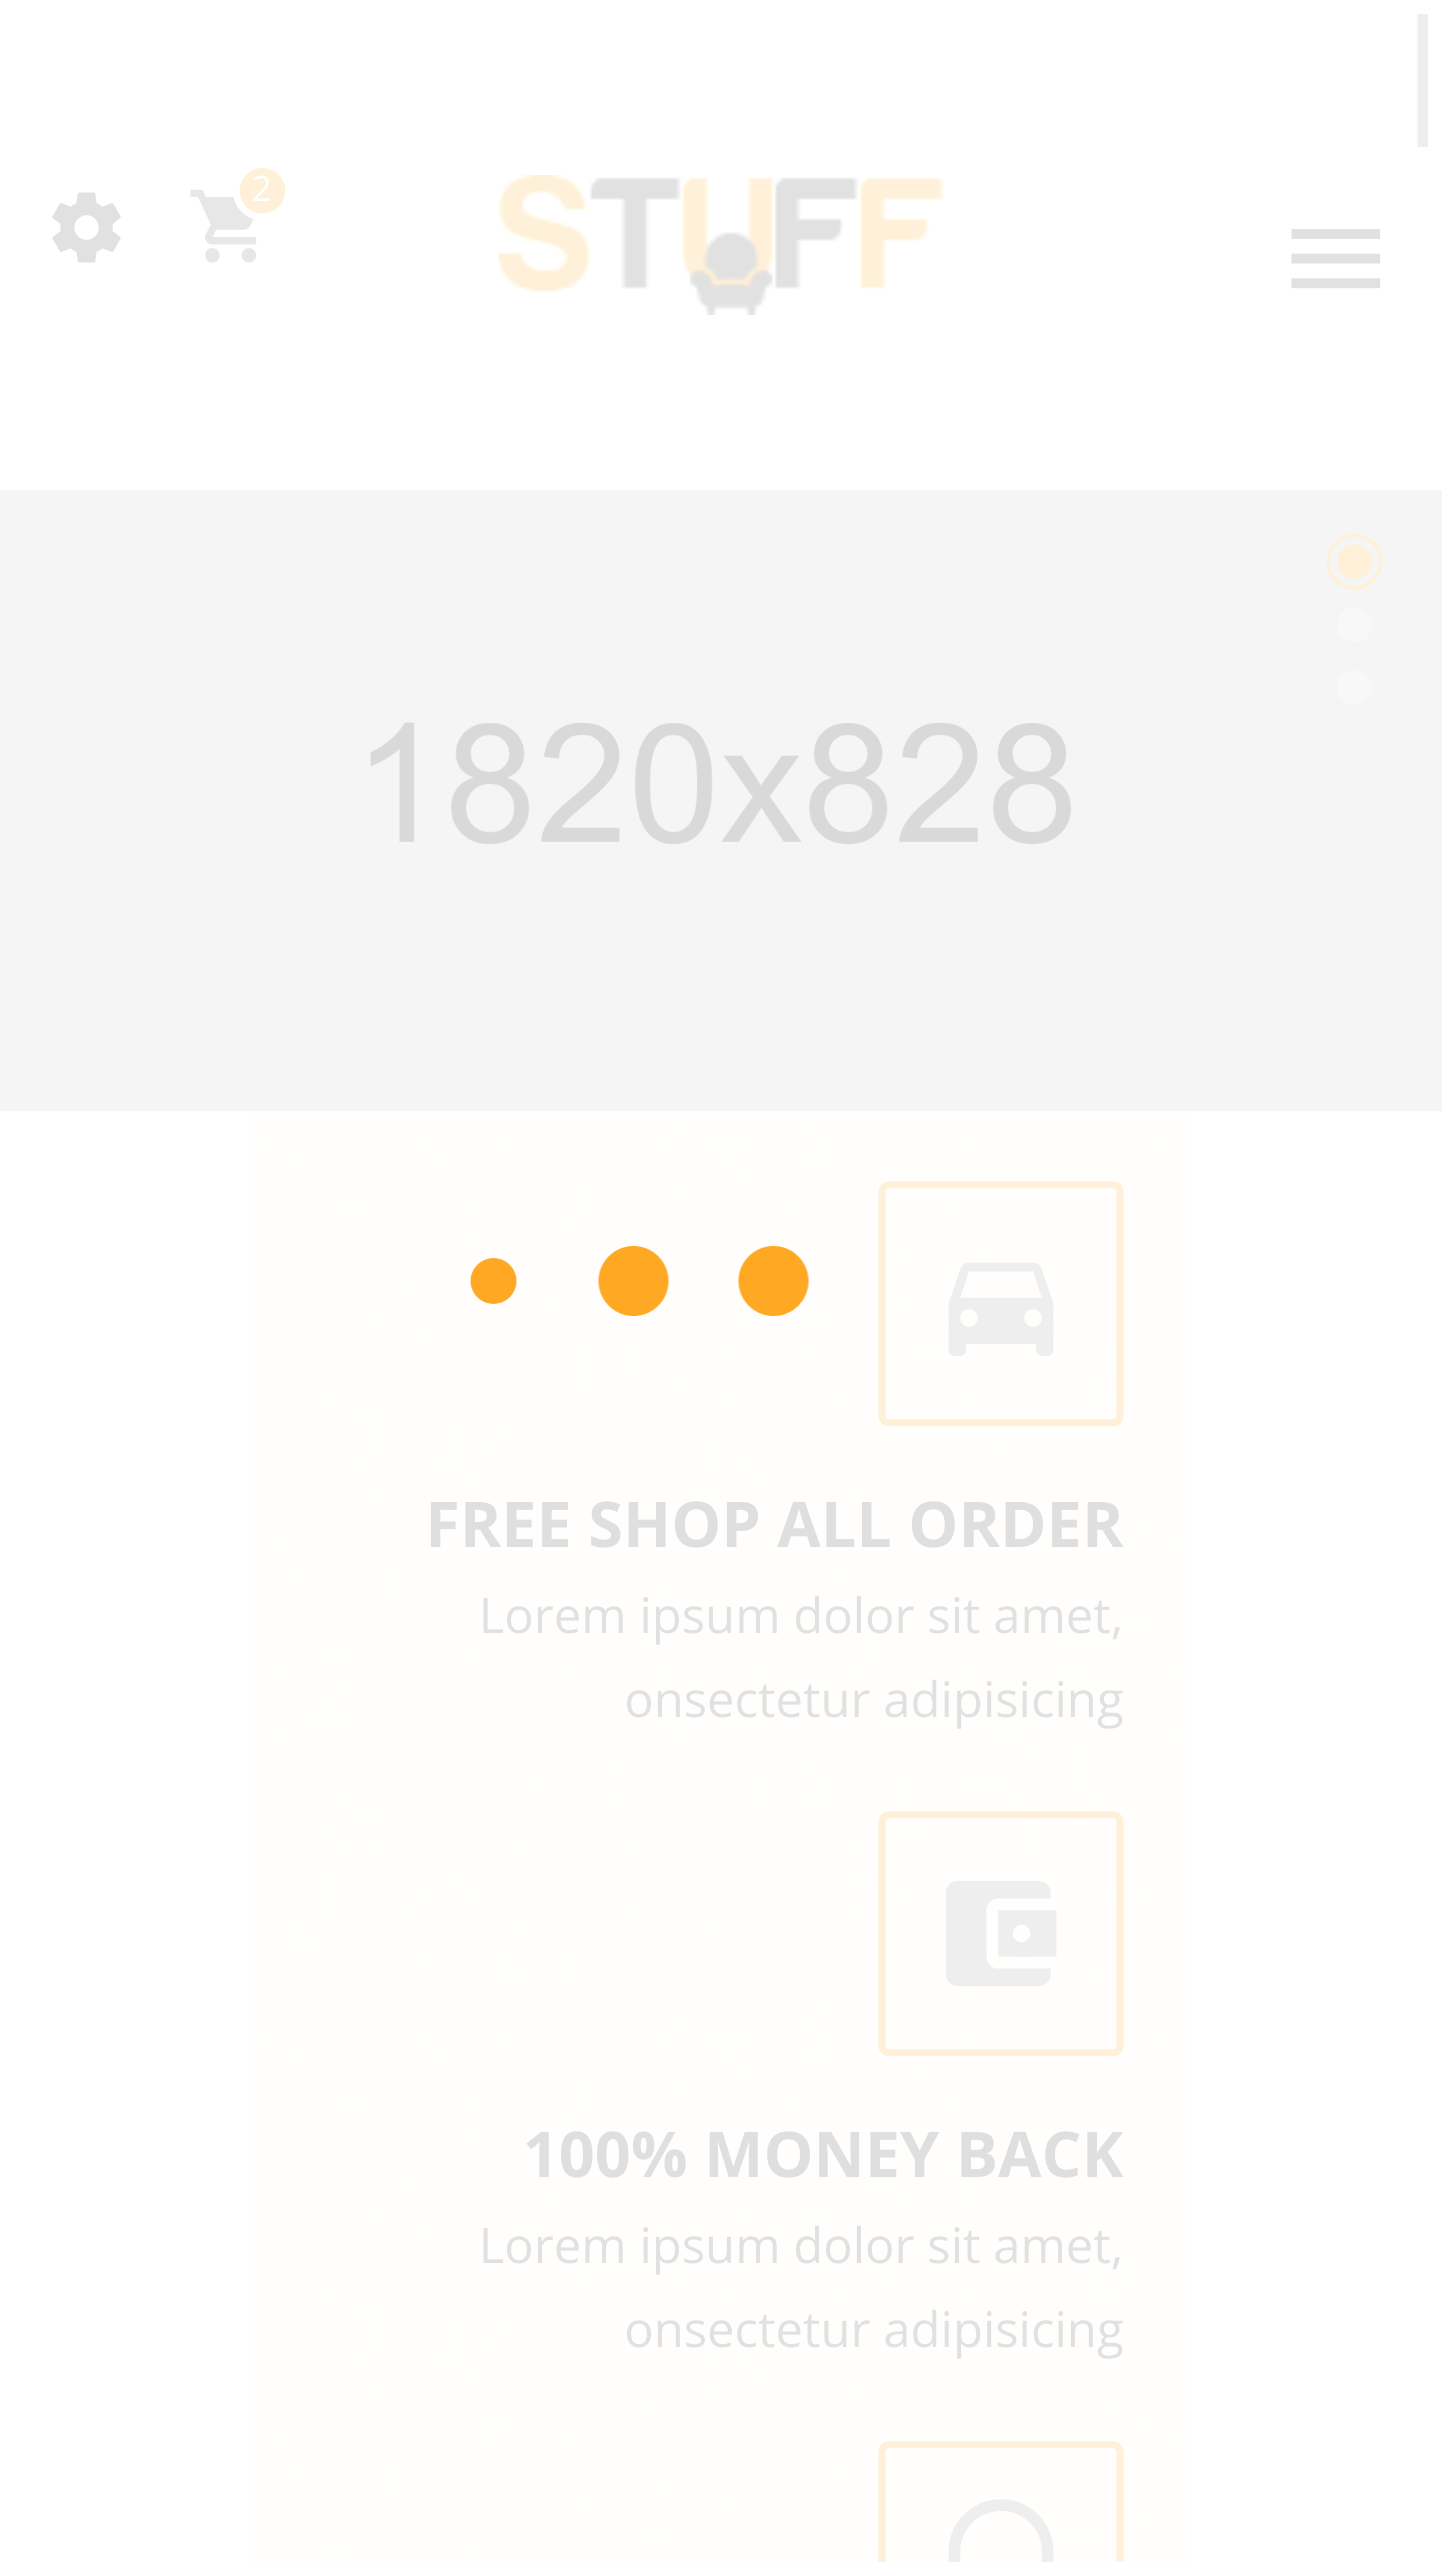 2
STUFF
1820x828
FREE SHOP ALL ORDER
Lorem ipsum dolor sit amet,
onsectetur adipisicing
100% MONEY BACK
Lorem ipsum dolor sit amet,
onsectetur adipisicing